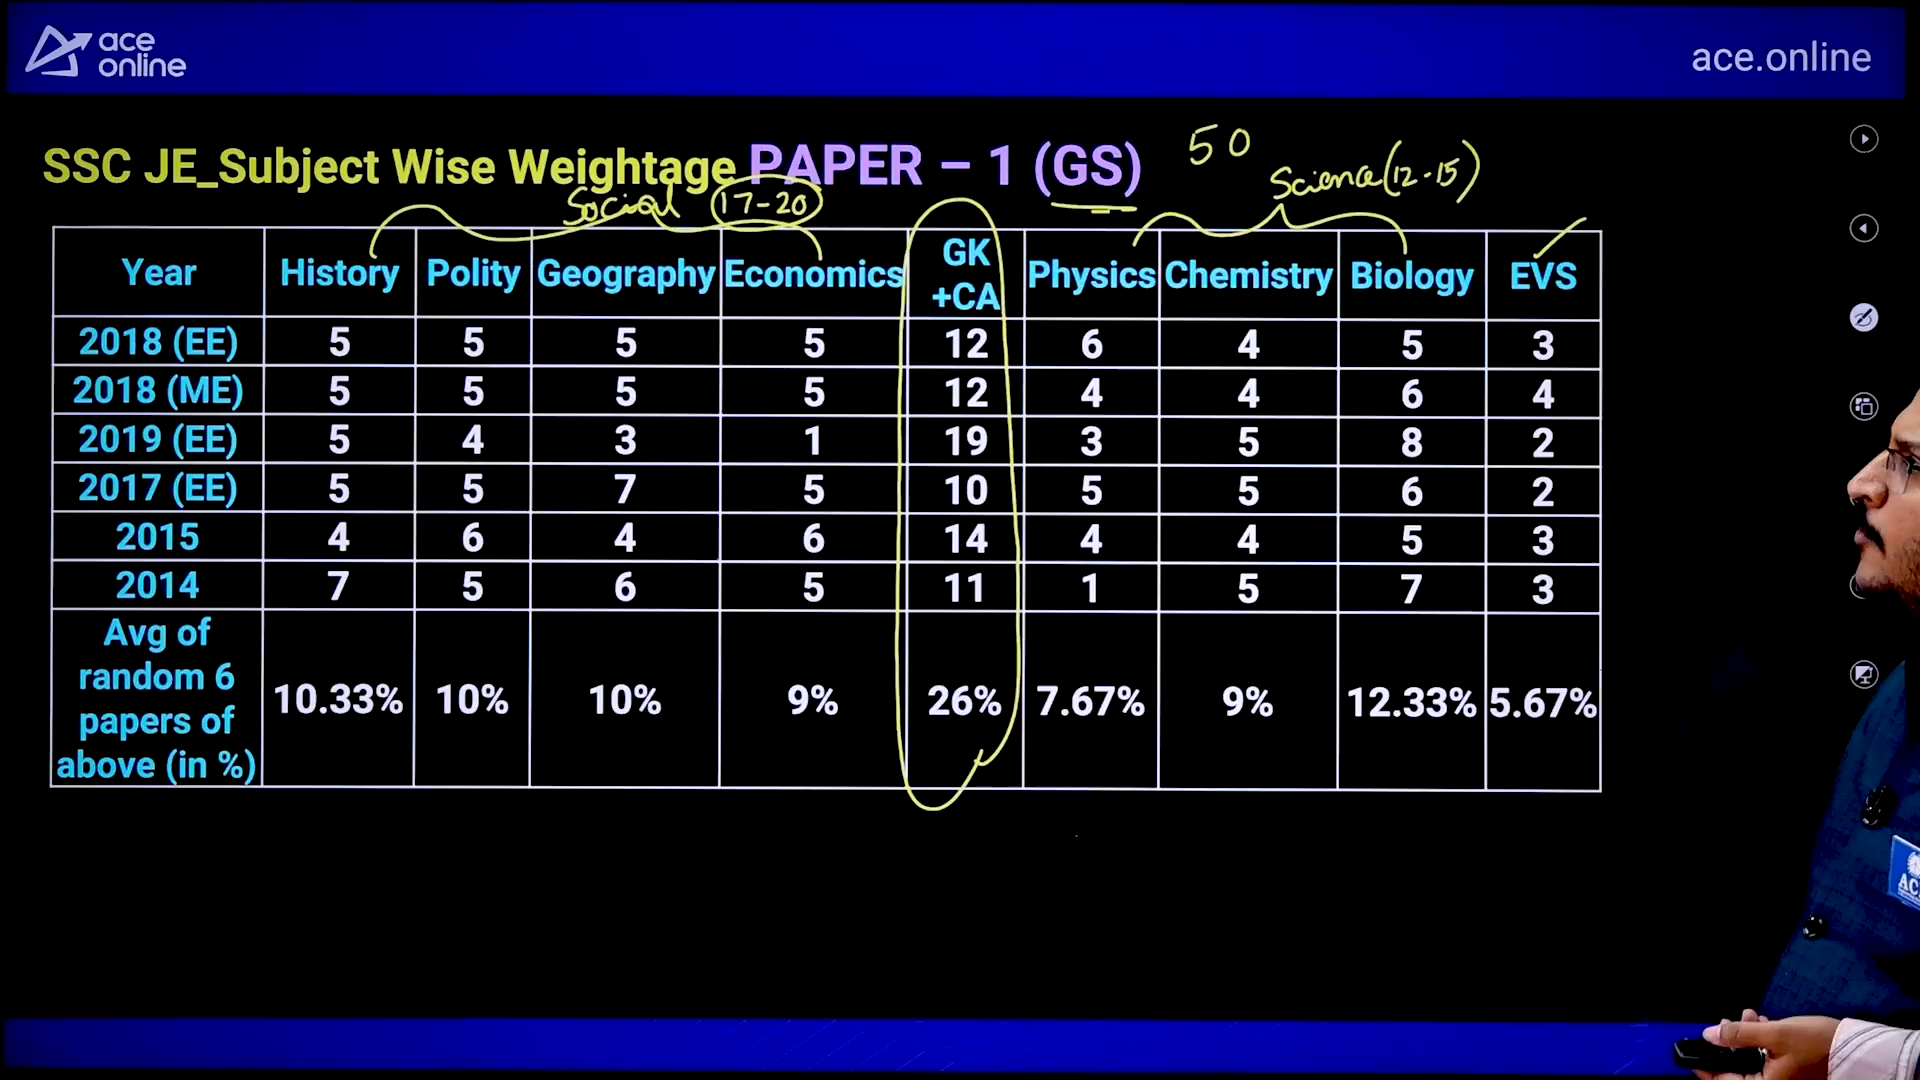 ace
online
ace.online
SSC JE_Subject Wise Weightage PAPER – 1 (GS)
50
Science (12-15)
Social 17-20
Year History Polity Geography Economics GK +CA Physics Chemistry Biology EVS
2018 (EE) 5 5 5 5 12 6 4 5 3
2018 (ME) 5 5 5 5 12 4 4 6 4
2019 (EE) 5 4 3 1 19 3 5 8 2
2017 (EE) 5 5 7 5 10 5 5 6 2
2015 4 6 4 6 14 4 4 5 3
2014 7 5 6 5 11 1 5 7 3
Avg of
random 6
papers of
above (in %) 10.33% 10% 10% 9% 26% 7.67% 9% 12.33% 5.67%